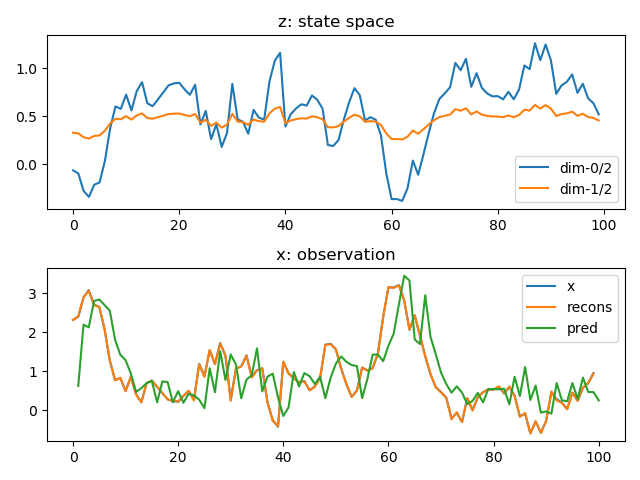 z: state space
1.0
0.5
0.0
dim-0/2
dim-1/2
0 20 40 60 80 100
x: observation
3
2
1
0
x
recons
pred
0 20 40 60 80 100